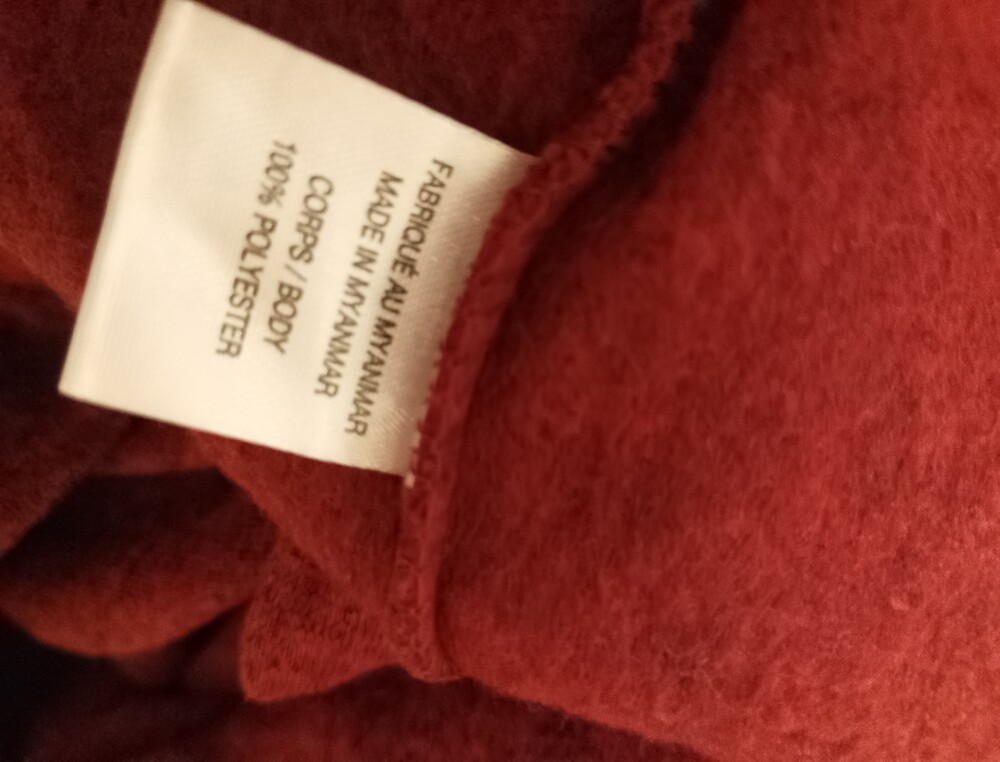 FABRIQUÉ AU MYANMAR
MADE IN MYANMAR
CORPS / BODY
100% POLYESTER